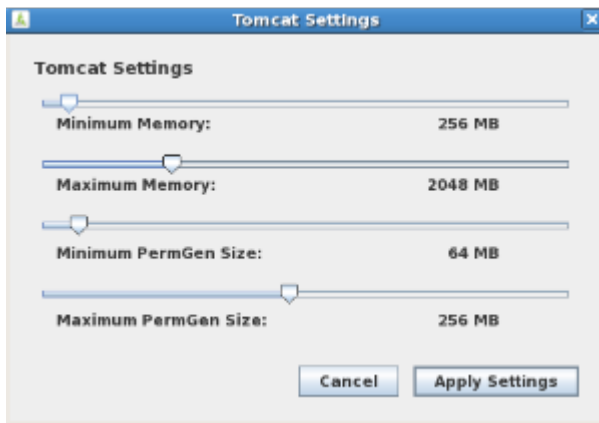 Tomcat Settings
Tomcat Settings
Minimum Memory: 256 MB
Maximum Memory: 2048 MB
Minimum PermGen Size: 64 MB
Maximum PermGen Size: 256 MB
Cancel Apply Settings